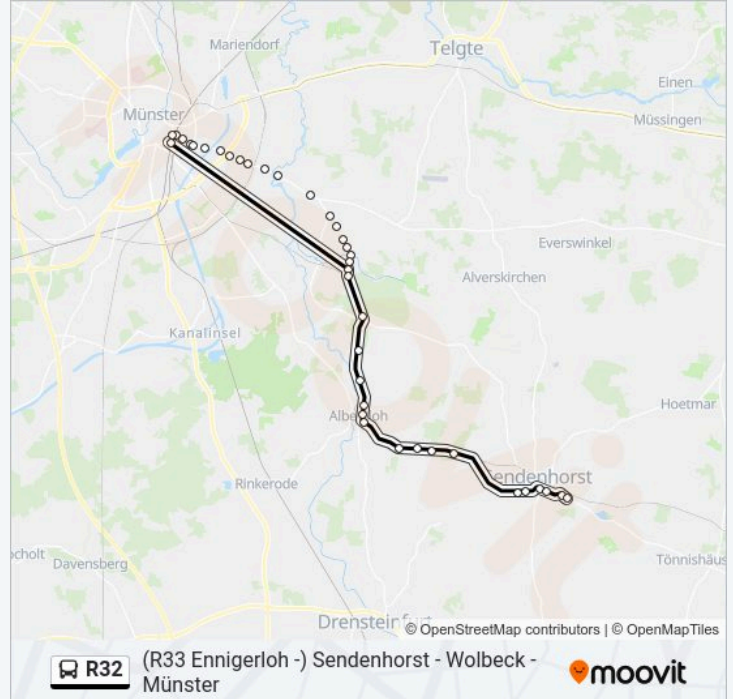 Mariendorf
Telgte
Einen
Münster
Müssingen
Everswinkel
Alverskirchen
Kanalinsel
Hoetmar
Albersloh
Sendenhorst
Rinkerode
ocholt
Davensberg
Tönnishäus
Drensteinfurt
© OpenStreetMap contributors | © OpenMapTiles
R32
(R33 Ennigerloh -) Sendenhorst - Wolbeck -
Münster
moovit